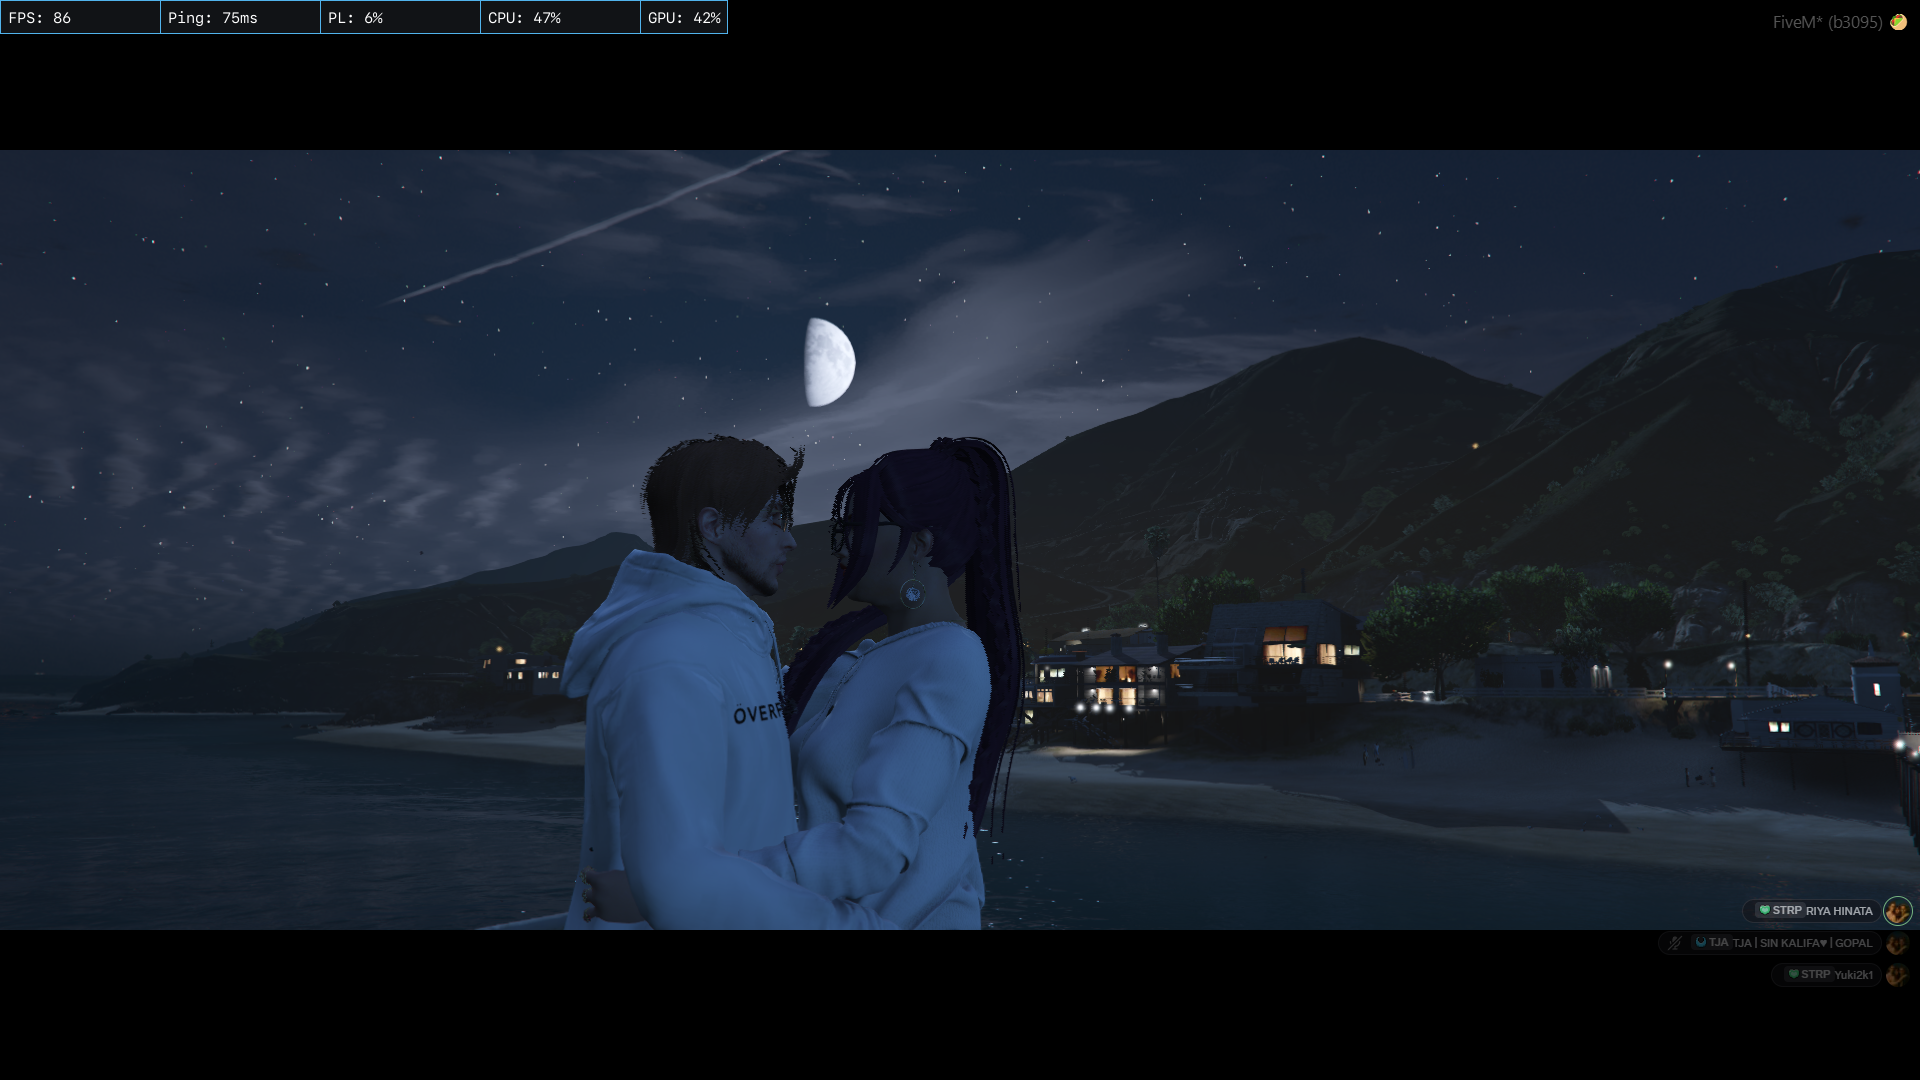 FPS: 86 Ping: 75ms PL: 6% CPU: 47% GPU: 42%
FiveM* (b3095)
ÖVERF
STRP RIYA HINATA
TJA TJA | SIN KALIFA♥ | GOPAL
STRP Yuki2k1